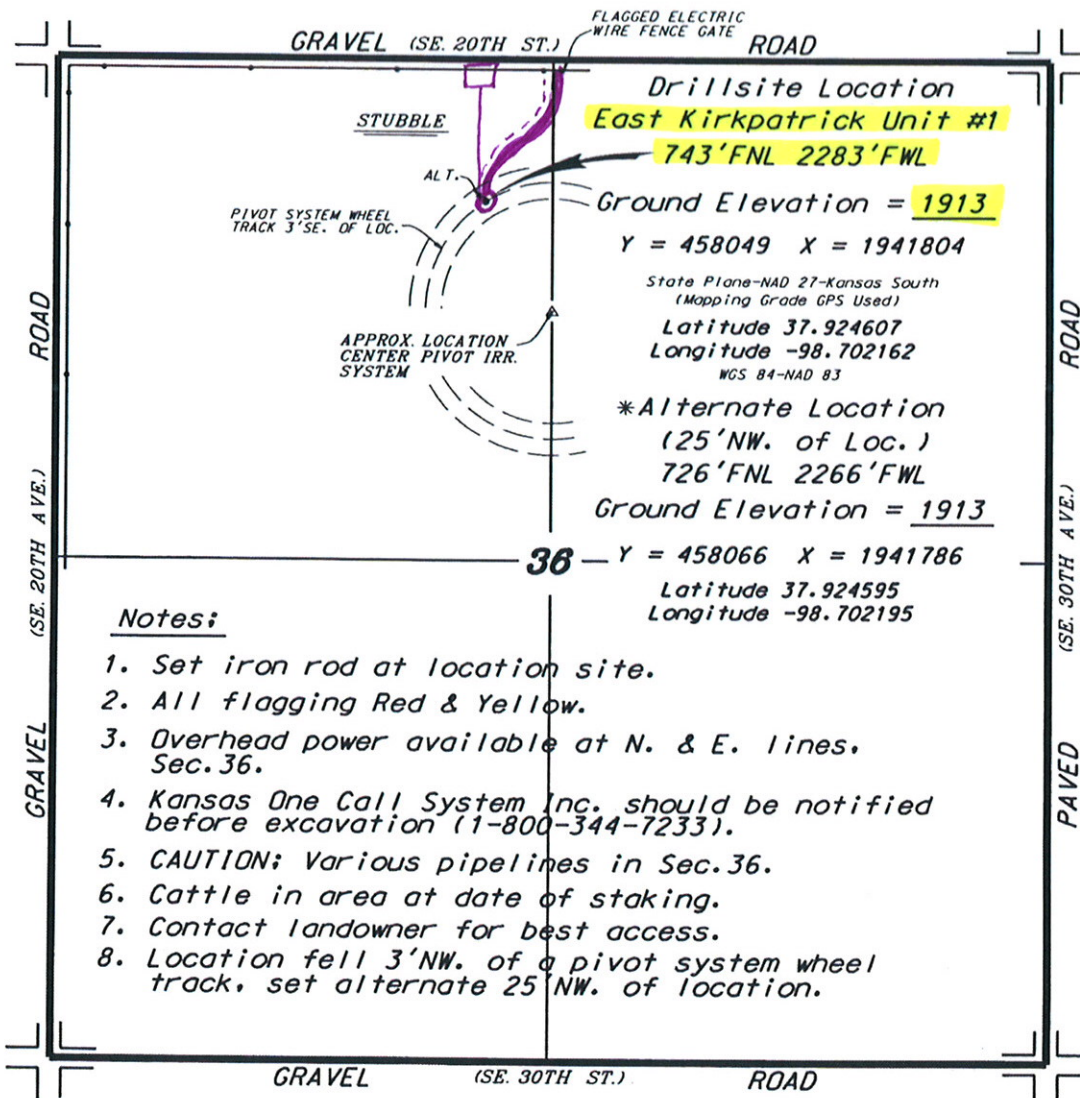 FLAGGED ELECTRIC
WIRE FENCE GATE
GRAVEL (SE. 20TH ST.) ROAD
Drillsite Location
STUBBLE
East Kirkpatrick Unit #1
743'FNL 2283'FWL
ALT.
PIVOT SYSTEM WHEEL
TRACK 3'SE. OF LOC.
Ground Elevation = 1913
Y = 458049 X = 1941804
State Plane-NAD 27-Kansas South
(Mapping Grade GPS Used)
Latitude 37.924607
Longitude -98.702162
WGS 84-NAD 83
APPROX. LOCATION
CENTER PIVOT IRR.
SYSTEM
*Alternate Location
(25'NW. of Loc.)
726'FNL 2266'FWL
Ground Elevation = 1913
36
Y = 458066 X = 1941786
Latitude 37.924595
Longitude -98.702195
ROAD
(SE. 20TH AVE.)
GRAVEL
ROAD
(SE. 30TH AVE.)
PAVED
Notes:
1. Set iron rod at location site.
2. All flagging Red & Yellow.
3. Overhead power available at N. & E. lines,
Sec.36.
4. Kansas One Call System Inc. should be notified
before excavation (1-800-344-7233).
5. CAUTION: Various pipelines in Sec.36.
6. Cattle in area at date of staking.
7. Contact landowner for best access.
8. Location fell 3'NW. of a pivot system wheel
track, set alternate 25'NW. of location.
GRAVEL (SE. 30TH ST.) ROAD